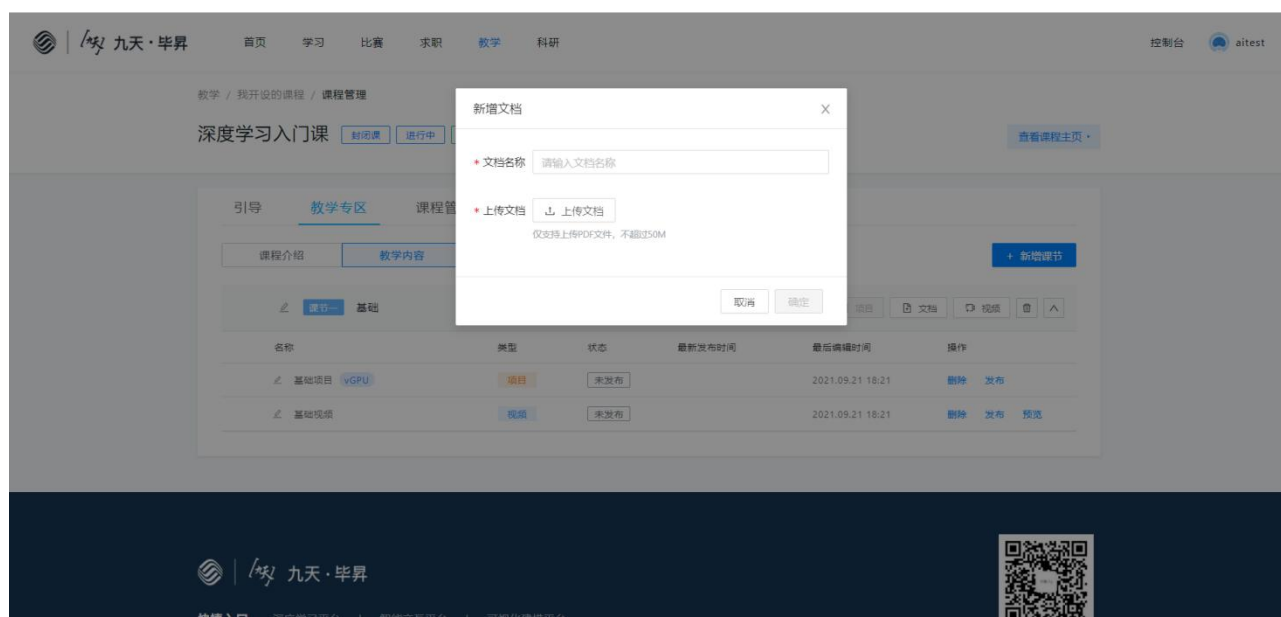 九天·毕昇 首页 学习 比赛 求职 教学 科研 控制台 aitest
教学 / 我开设的课程 / 课程管理
深度学习入门课 封闭课 进行中 查看课程主页
新增文档 X
* 文档名称 请输入文档名称
* 上传文档 上传文档
仅支持上传PDF文件，不超过50M
取消 确定
引导 教学专区 课程管
课程介绍 教学内容 + 新增课节
课节一 基础 项目 文档 视频
名称 类型 状态 最新发布时间 最后编辑时间 操作
基础项目 vGPU 项目 未发布 2021.09.21 18:21 删除 发布
基础视频 视频 未发布 2021.09.21 18:21 删除 发布 预览
九天·毕昇